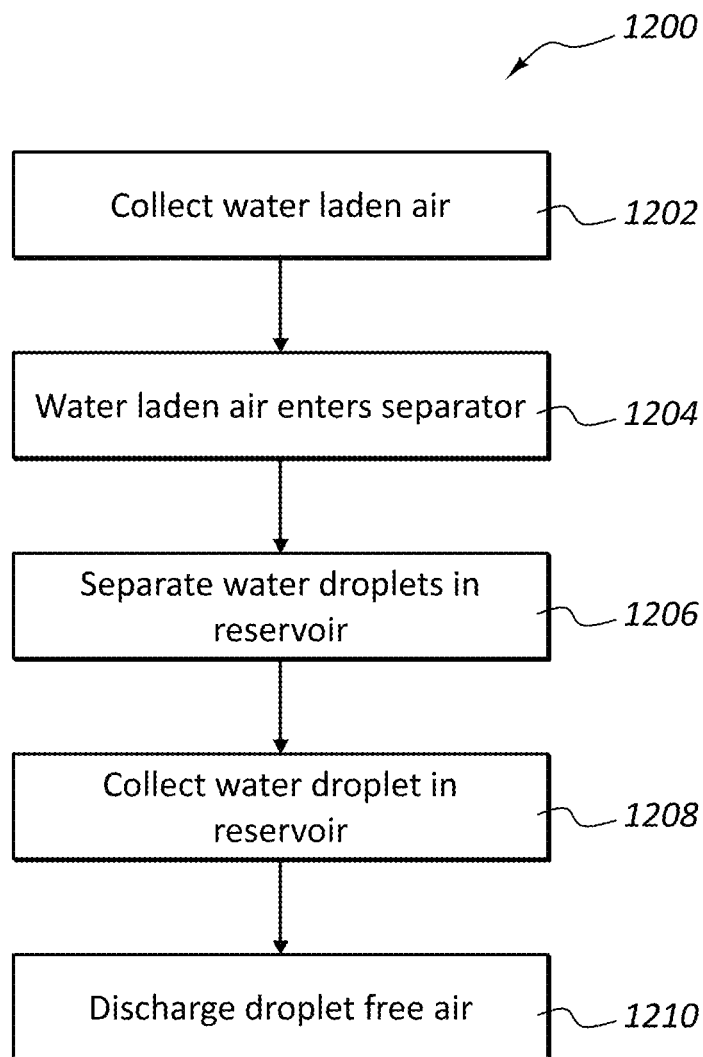 1200
Collect water laden air
1202
Water laden air enters separator
1204
Separate water droplets in
reservoir
1206
Collect water droplet in
reservoir
1208
Discharge droplet free air
1210